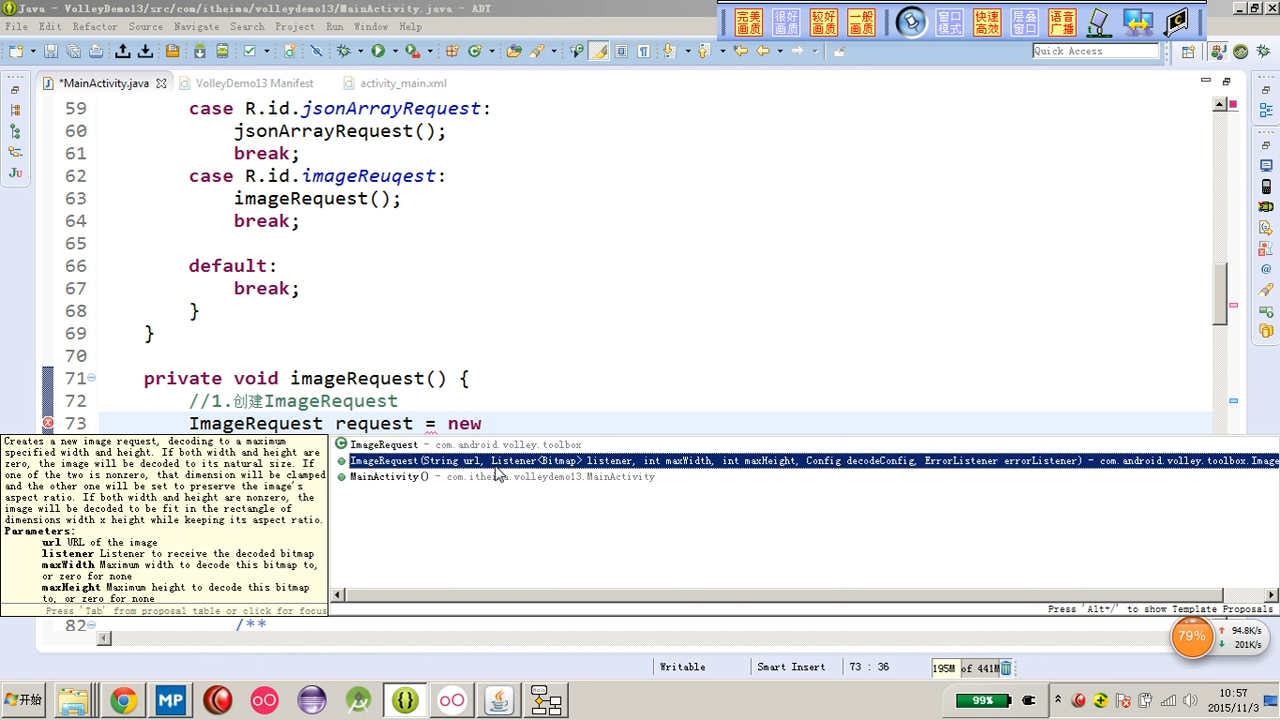 Java - VolleyDemo13/src/com/itheima/volleydemo13/MainActivity.java - ADT
完美画质 很好画质 较好画质 一般画质 窗口模式 快速高效 层叠窗口 语音广播
File Edit Refactor Source Navigate Search Project Run Window Help
Quick Access
*MainActivity.java VolleyDemo13 Manifest activity_main.xml
59 case R.id.jsonArrayRequest:
60 jsonArrayRequest();
61 break;
62 case R.id.imageReuqest:
63 imageRequest();
64 break;
65
66 default:
67 break;
68 }
69 }
70
71 private void imageRequest() {
72 //1.创建ImageRequest
73 ImageRequest request = new
Creates a new image request, decoding to a maximum
specified width and height. If both width and height are
zero, the image will be decoded to its natural size. If
one of the two is nonzero, that dimension will be clamped
and the other one will be set to preserve the image's
aspect ratio. If both width and height are nonzero, the
image will be decoded to be fit in the rectangle of
dimensions width x height while keeping its aspect ratio.
Parameters:
url URL of the image
listener Listener to receive the decoded bitmap
maxWidth Maximum width to decode this bitmap to,
or zero for none
maxHeight Maximum height to decode this bitmap
to, or zero for none
Press 'Tab' from proposal table or click for focus
ImageRequest - com.android.volley.toolbox
ImageRequest(String url, Listener<Bitmap> listener, int maxWidth, int maxHeight, Config decodeConfig, ErrorListener errorListener) - com.android.volley.toolbox.Image
MainActivity() - com.itheima.volleydemo13.MainActivity
Press 'Alt+/' to show Template Proposals
82 /**
79% 94.8K/s
201K/s
Writable Smart Insert 73 : 36 195M of 441M
开始 MP 99% 10:57
2015/11/3